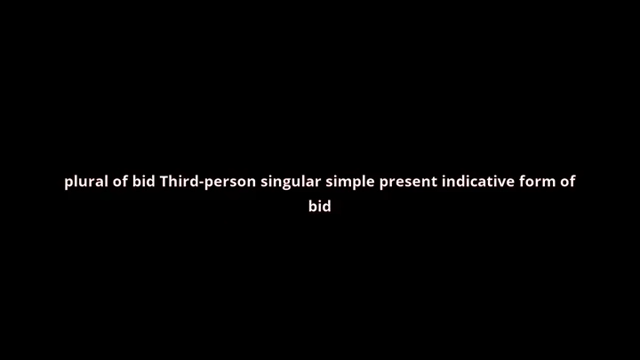 plural of bid Third-person singular simple present indicative form of
bid